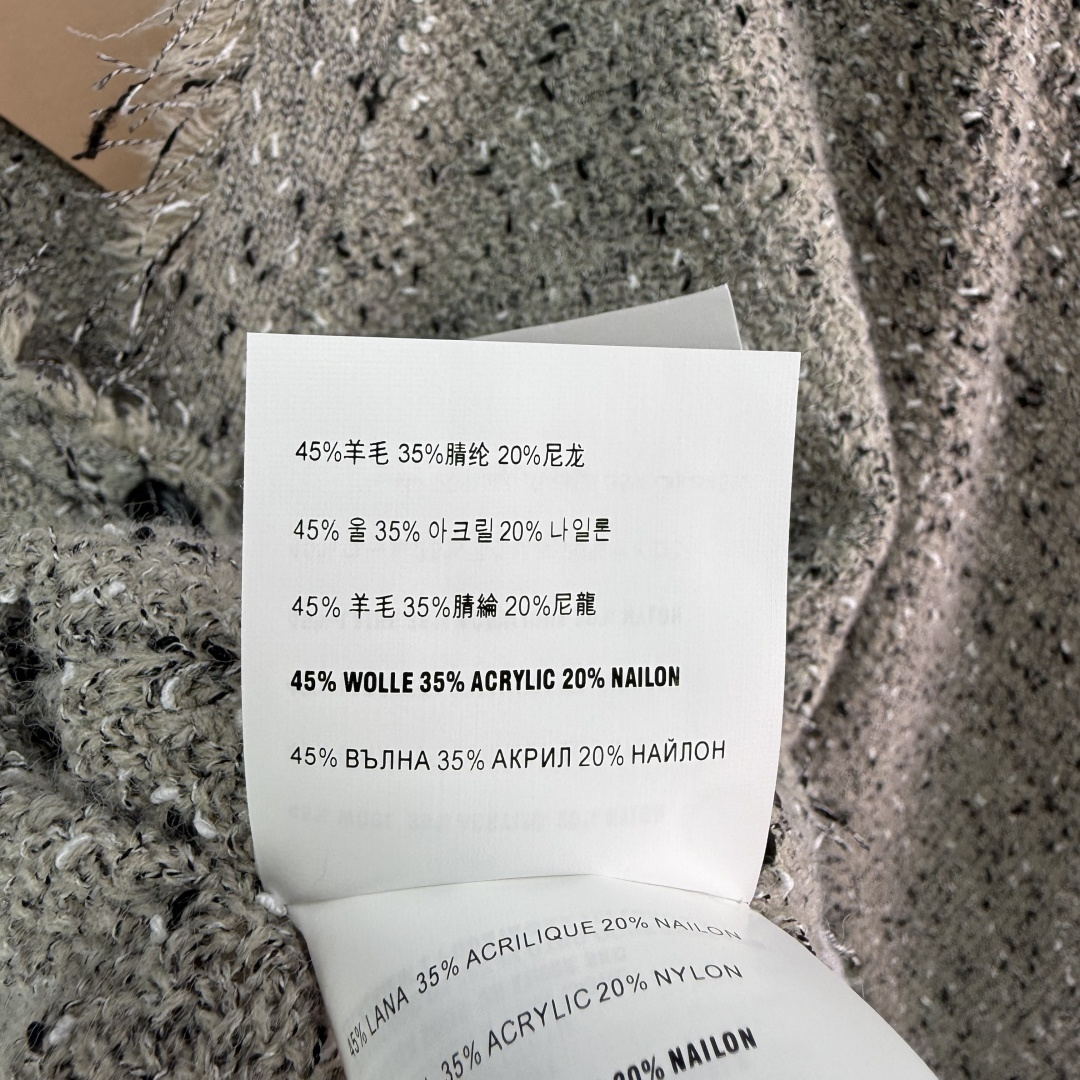 45%羊毛 35%腈纶 20%尼龙
45% 울 35% 아크릴 20% 나일론
45% 羊毛 35%腈綸 20%尼龍
45% WOLLE 35% ACRYLIC 20% NAILON
45% ВЪЛНА 35% АКРИЛ 20% НАЙЛОН
45% LANA 35% ACRILIQUE 20% NAILON
35% ACRYLIC 20% NYLON
NAILON